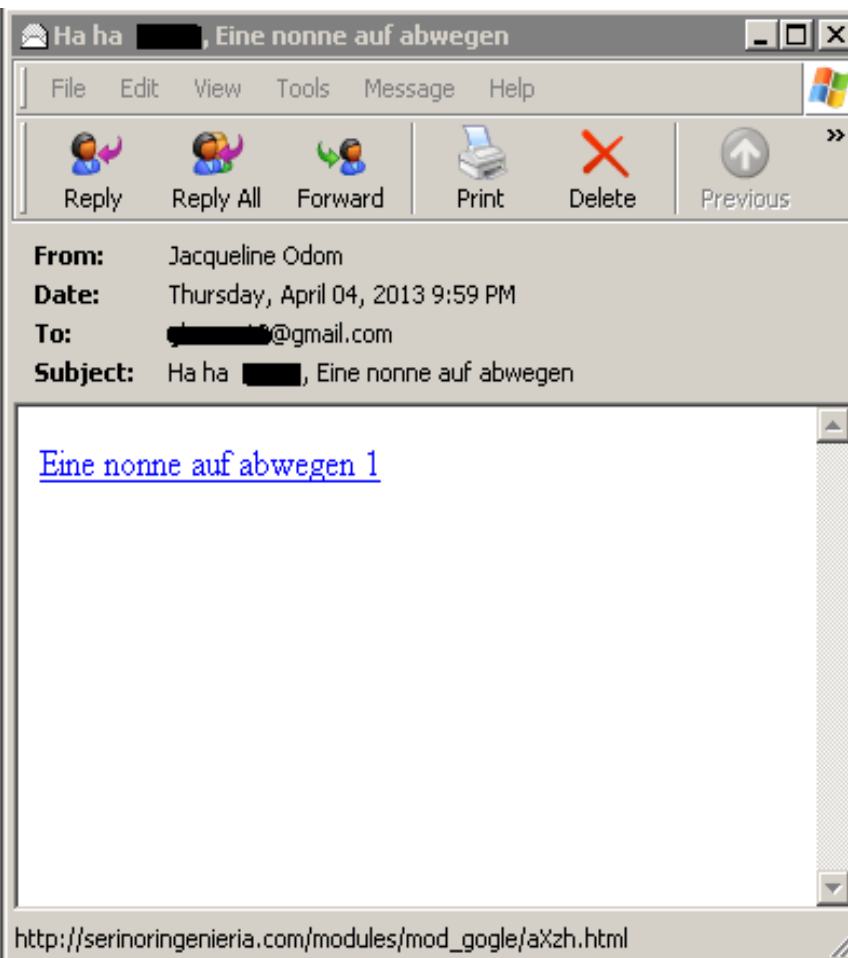 Ha ha , Eine nonne auf abwegen
File Edit View Tools Message Help
Reply Reply All Forward Print Delete Previous
From: Jacqueline Odom
Date: Thursday, April 04, 2013 9:59 PM
To: @gmail.com
Subject: Ha ha , Eine nonne auf abwegen
Eine nonne auf abwegen 1
http://serinoringenieria.com/modules/mod_gogle/aXzh.html